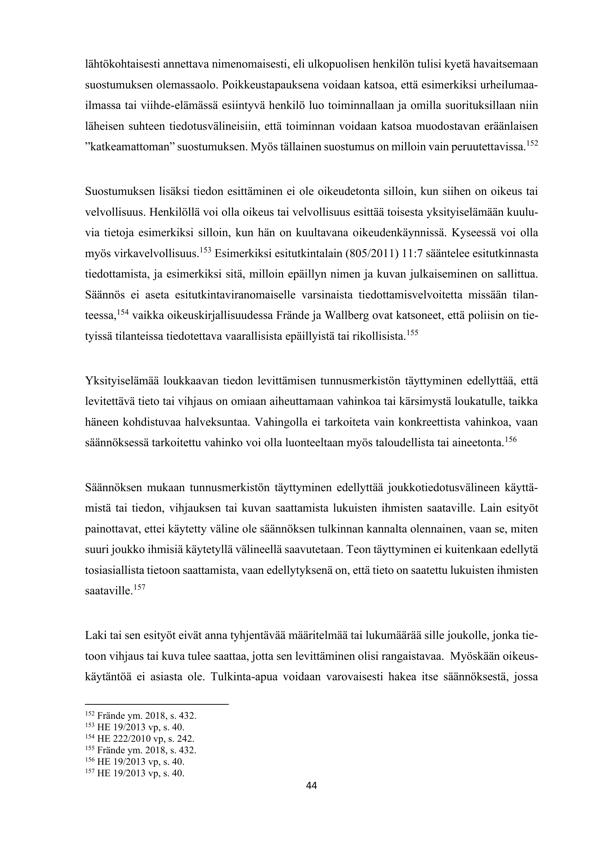 lähtökohtaisesti annettava nimenomaisesti, eli ulkopuolisen henkilön tulisi kyetä havaitsemaan
suostumuksen olemassaolo. Poikkeustapauksena voidaan katsoa, että esimerkiksi urheilumaa-
ilmassa tai viihde-elämässä esiintyvä henkilö luo toiminnallaan ja omilla suorituksillaan niin
läheisen suhteen tiedotusvälineisiin, että toiminnan voidaan katsoa muodostavan eräänlaisen
”katkeamattoman” suostumuksen. Myös tällainen suostumus on milloin vain peruutettavissa.152
Suostumuksen lisäksi tiedon esittäminen ei ole oikeudetonta silloin, kun siihen on oikeus tai
velvollisuus. Henkilöllä voi olla oikeus tai velvollisuus esittää toisesta yksityiselämään kuulu-
via tietoja esimerkiksi silloin, kun hän on kuultavana oikeudenkäynnissä. Kyseessä voi olla
myös virkavelvollisuus.153 Esimerkiksi esitutkintalain (805/2011) 11:7 sääntelee esitutkinnasta
tiedottamista, ja esimerkiksi sitä, milloin epäillyn nimen ja kuvan julkaiseminen on sallittua.
Säännös ei aseta esitutkintaviranomaiselle varsinaista tiedottamisvelvoitetta missään tilan-
teessa,154 vaikka oikeuskirjallisuudessa Frände ja Wallberg ovat katsoneet, että poliisin on tie-
tyissä tilanteissa tiedotettava vaarallisista epäillyistä tai rikollisista.155
Yksityiselämää loukkaavan tiedon levittämisen tunnusmerkistön täyttyminen edellyttää, että
levitettävä tieto tai vihjaus on omiaan aiheuttamaan vahinkoa tai kärsimystä loukatulle, taikka
häneen kohdistuvaa halveksuntaa. Vahingolla ei tarkoiteta vain konkreettista vahinkoa, vaan
säännöksessä tarkoitettu vahinko voi olla luonteeltaan myös taloudellista tai aineetonta.156
Säännöksen mukaan tunnusmerkistön täyttyminen edellyttää joukkotiedotusvälineen käyttä-
mistä tai tiedon, vihjauksen tai kuvan saattamista lukuisten ihmisten saataville. Lain esityöt
painottavat, ettei käytetty väline ole säännöksen tulkinnan kannalta olennainen, vaan se, miten
suuri joukko ihmisiä käytetyllä välineellä saavutetaan. Teon täyttyminen ei kuitenkaan edellytä
tosiasiallista tietoon saattamista, vaan edellytyksenä on, että tieto on saatettu lukuisten ihmisten
saataville.157
Laki tai sen esityöt eivät anna tyhjentävää määritelmää tai lukumäärää sille joukolle, jonka tie-
toon vihjaus tai kuva tulee saattaa, jotta sen levittäminen olisi rangaistavaa. Myöskään oikeus-
käytäntöä ei asiasta ole. Tulkinta-apua voidaan varovaisesti hakea itse säännöksestä, jossa
152 Frände ym. 2018, s. 432.
153 HE 19/2013 vp, s. 40.
154 HE 222/2010 vp, s. 242.
155 Frände ym. 2018, s. 432.
156 HE 19/2013 vp, s. 40.
157 HE 19/2013 vp, s. 40.
44